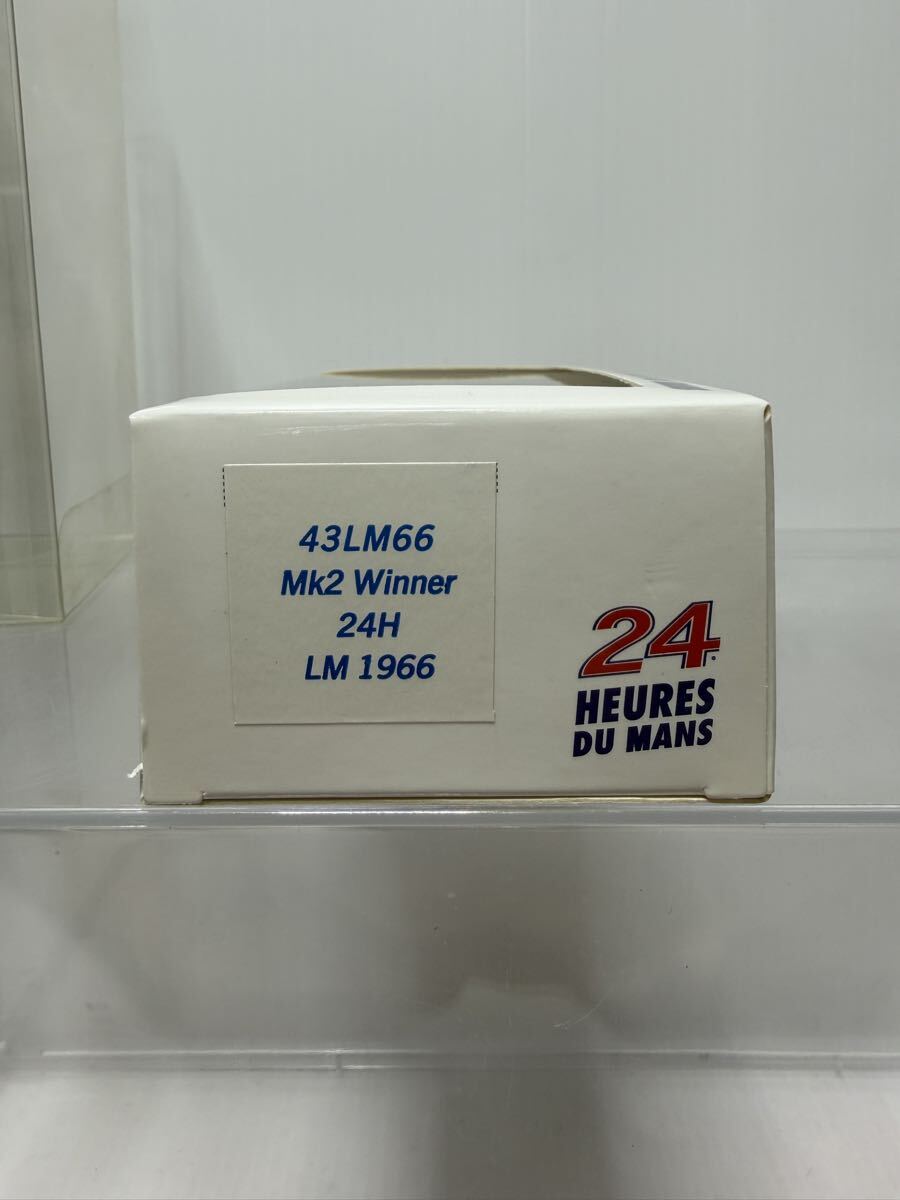 43LM66
Mk2 Winner
24H
LM 1966
24
HEURES
DU MANS